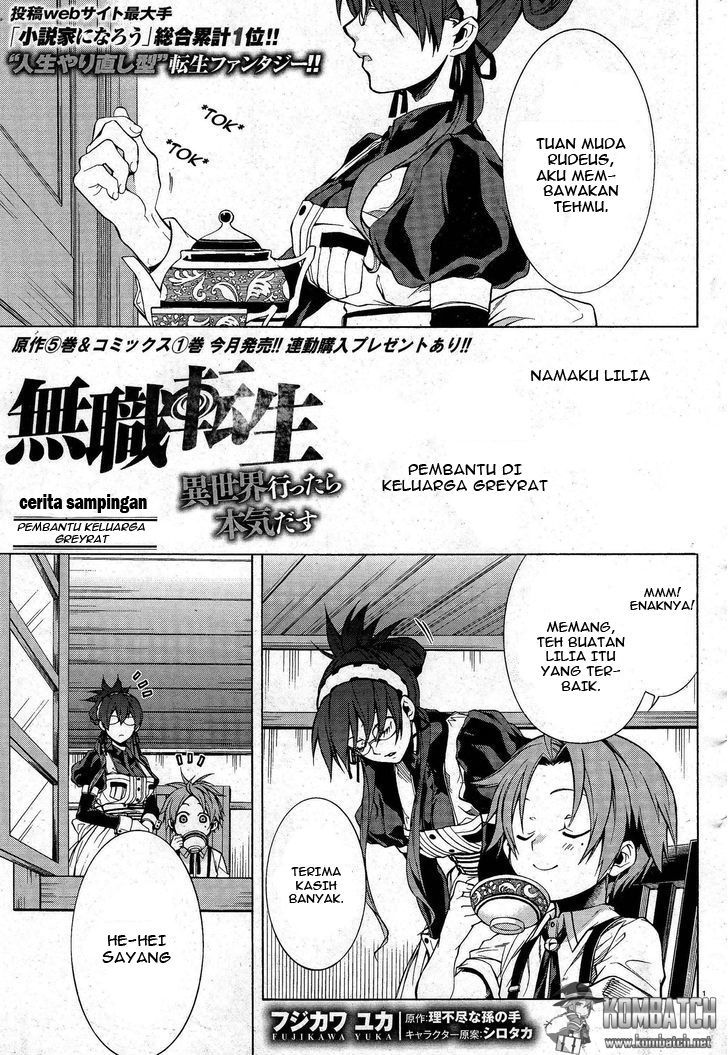 投稿webサイト最大手
「小説家になろう」総合累計1位!!
"人生やり直し型"転生ファンタジー!!
*TOK*
*TOK*
TUAN MUDA
RUDEUS,
AKU MEM-
BAWAKAN
TEHMU.
原作⑤巻&コミックス①巻 今月発売!! 連動購入プレゼントあり!!
無職転生
異世界行ったら
本気だす
cerita sampingan
PEMBANTU KELUARGA
GREYRAT
NAMAKU LILIA
PEMBANTU DI
KELUARGA GREYRAT
MMM!
ENAKNYA!
MEMANG,
TEH BUATAN
LILIA ITU
YANG TER-
BAIK.
TERIMA
KASIH
BANYAK.
HE-HEI
SAYANG
フジカワ ユカ
FUJIKAWA YUKA
原作:理不尽な孫の手
キャラクター原案:シロタカ
1
KOMBATCH
http://www.kombatch.net